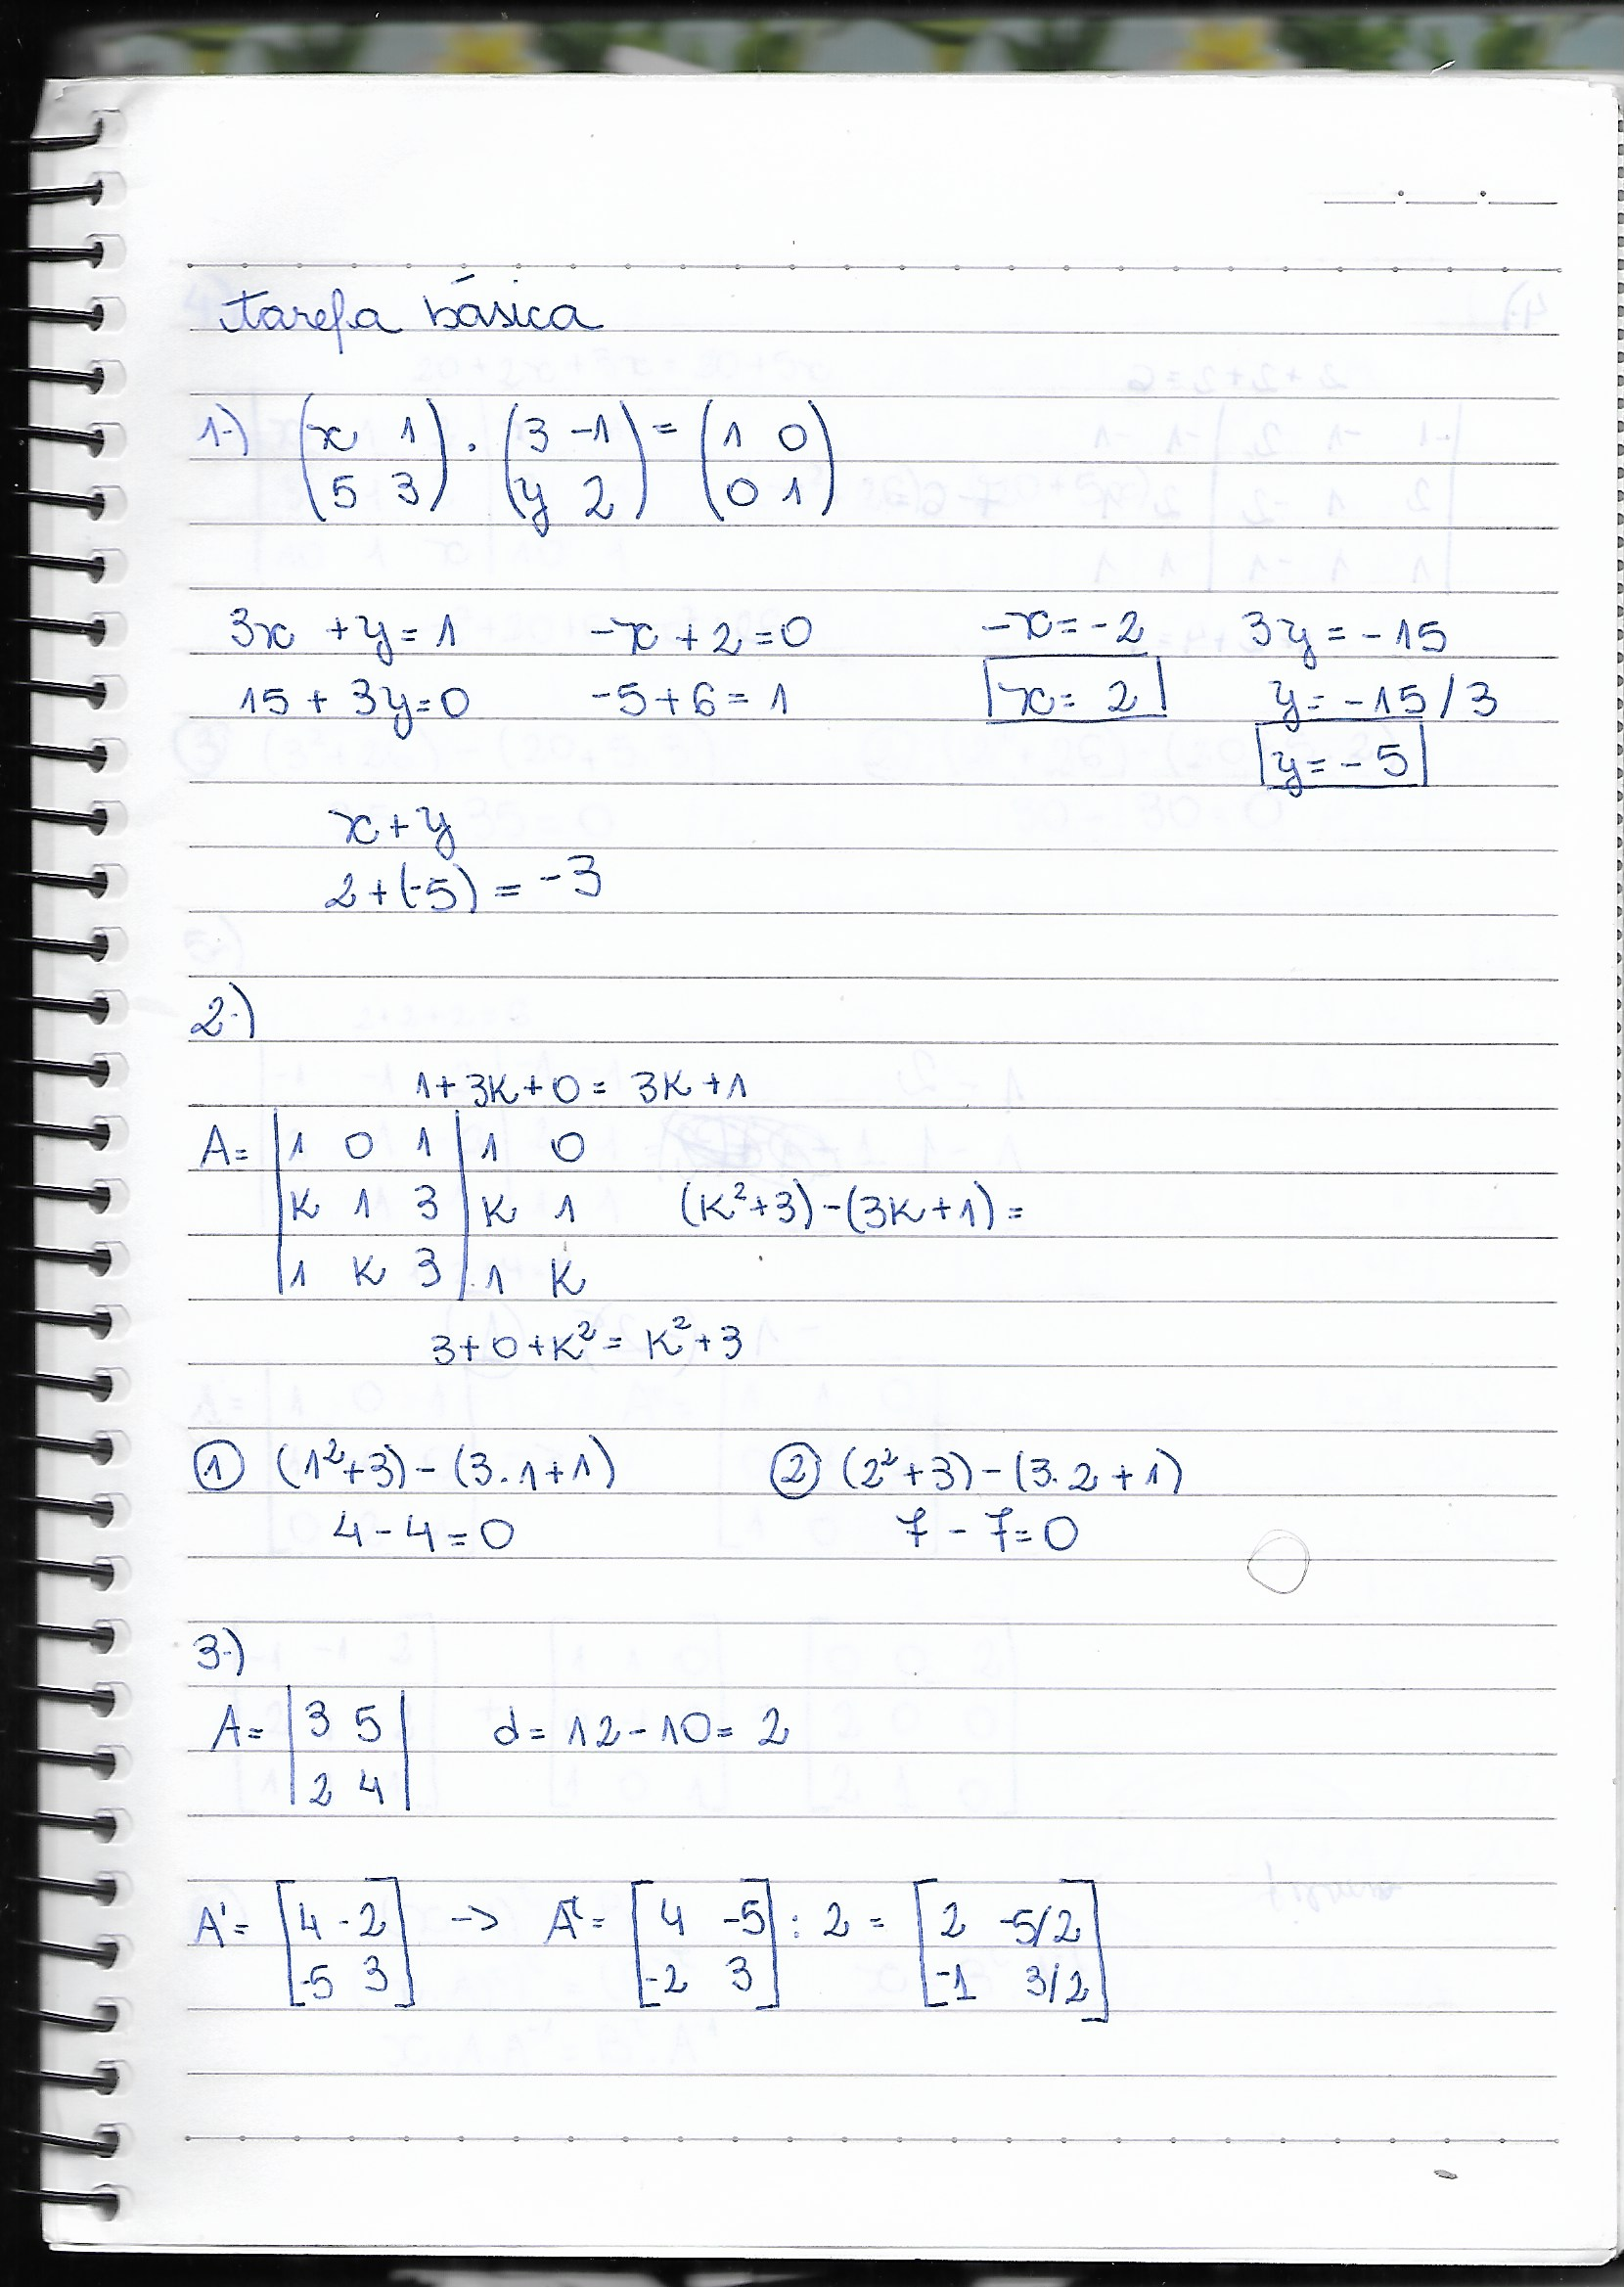 Tarefa básica
1-) (x 1) . (3 -1) = (1 0)
(5 3) (y 2) (0 1)
3x + y = 1 -x + 2 = 0 -x = -2 3y = -15
15 + 3y = 0 -5 + 6 = 1 x = 2 y = -15/3
y = -5
x + y
2 + (-5) = -3
2-)
1 + 3K + 0 = 3K + 1
A = |1 0 1| 1 0
|K 1 3| K 1 (K² + 3) - (3K + 1) =
|1 K 3| 1 K
3 + 0 + K² = K² + 3
① (1² + 3) - (3.1 + 1) ② (2² + 3) - (3.2 + 1)
4 - 4 = 0 7 - 7 = 0
3-)
A = |3 5| d = 12 - 10 = 2
|2 4|
A' = [4 -2] -> Aᵗ = [4 -5] : 2 = [2 -5/2]
[-5 3] [-2 3] [-1 3/2]